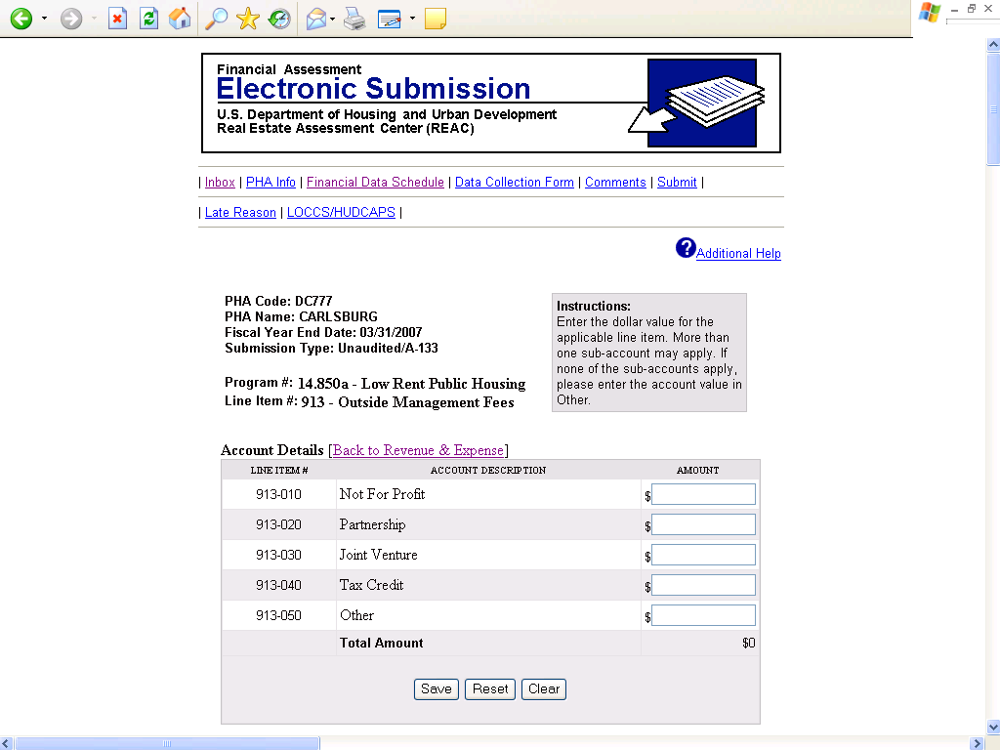 Financial Assessment
Electronic Submission
U.S. Department of Housing and Urban Development
Real Estate Assessment Center (REAC)
| Inbox | PHA Info | Financial Data Schedule | Data Collection Form | Comments | Submit |
| Late Reason | LOCCS/HUDCAPS |
? Additional Help
PHA Code: DC777
PHA Name: CARLSBURG
Fiscal Year End Date: 03/31/2007
Submission Type: Unaudited/A-133
Program #: 14.850a - Low Rent Public Housing
Line Item #: 913 - Outside Management Fees
Instructions:
Enter the dollar value for the
applicable line item. More than
one sub-account may apply. If
none of the sub-accounts apply,
please enter the account value in
Other.
Account Details [Back to Revenue & Expense]
LINE ITEM # ACCOUNT DESCRIPTION AMOUNT
913-010 Not For Profit $
913-020 Partnership $
913-030 Joint Venture $
913-040 Tax Credit $
913-050 Other $
Total Amount $0
Save Reset Clear